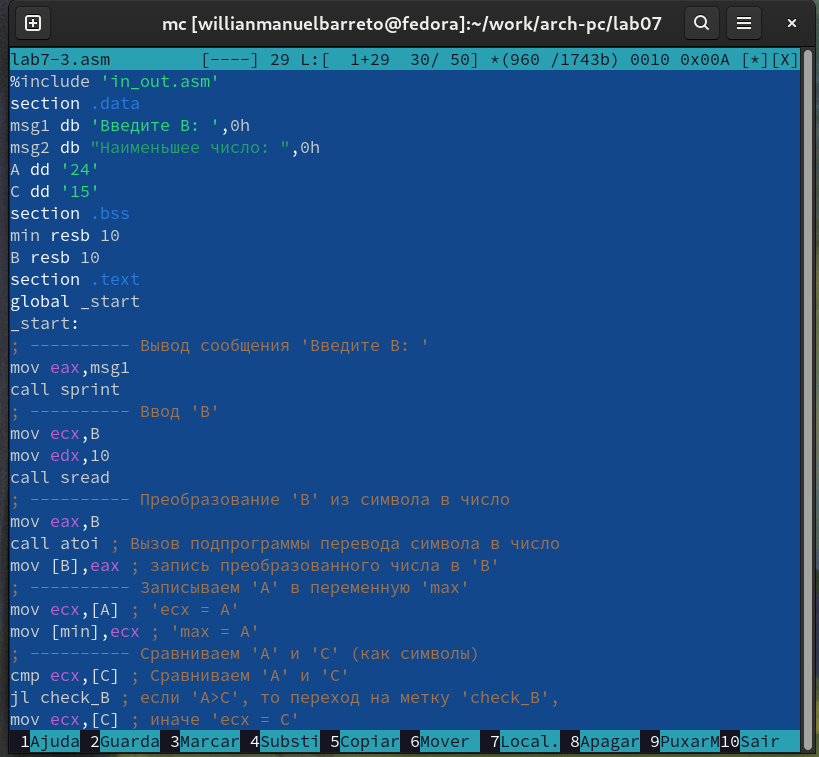 mc [willianmanuelbarreto@fedora]:~/work/arch-pc/lab07
lab7-3.asm [----] 29 L:[ 1+29 30/ 50] *(960 /1743b) 0010 0x00A [*][X]
%include 'in_out.asm'
section .data
msg1 db 'Введите B: ',0h
msg2 db "Наименьшее число: ",0h
A dd '24'
C dd '15'
section .bss
min resb 10
B resb 10
section .text
global _start
_start:
; ---------- Вывод сообщения 'Введите B: '
mov eax,msg1
call sprint
; ---------- Ввод 'B'
mov ecx,B
mov edx,10
call sread
; ---------- Преобразование 'B' из символа в число
mov eax,B
call atoi ; Вызов подпрограммы перевода символа в число
mov [B],eax ; запись преобразованного числа в 'B'
; ---------- Записываем 'A' в переменную 'max'
mov ecx,[A] ; 'ecx = A'
mov [min],ecx ; 'max = A'
; ---------- Сравниваем 'A' и 'C' (как символы)
cmp ecx,[C] ; Сравниваем 'A' и 'C'
jl check_B ; если 'A>C', то переход на метку 'check_B',
mov ecx,[C] ; иначе 'ecx = C'
1Ajuda 2Guarda 3Marcar 4Substi 5Copiar 6Mover 7Local. 8Apagar 9PuxarM 10Sair